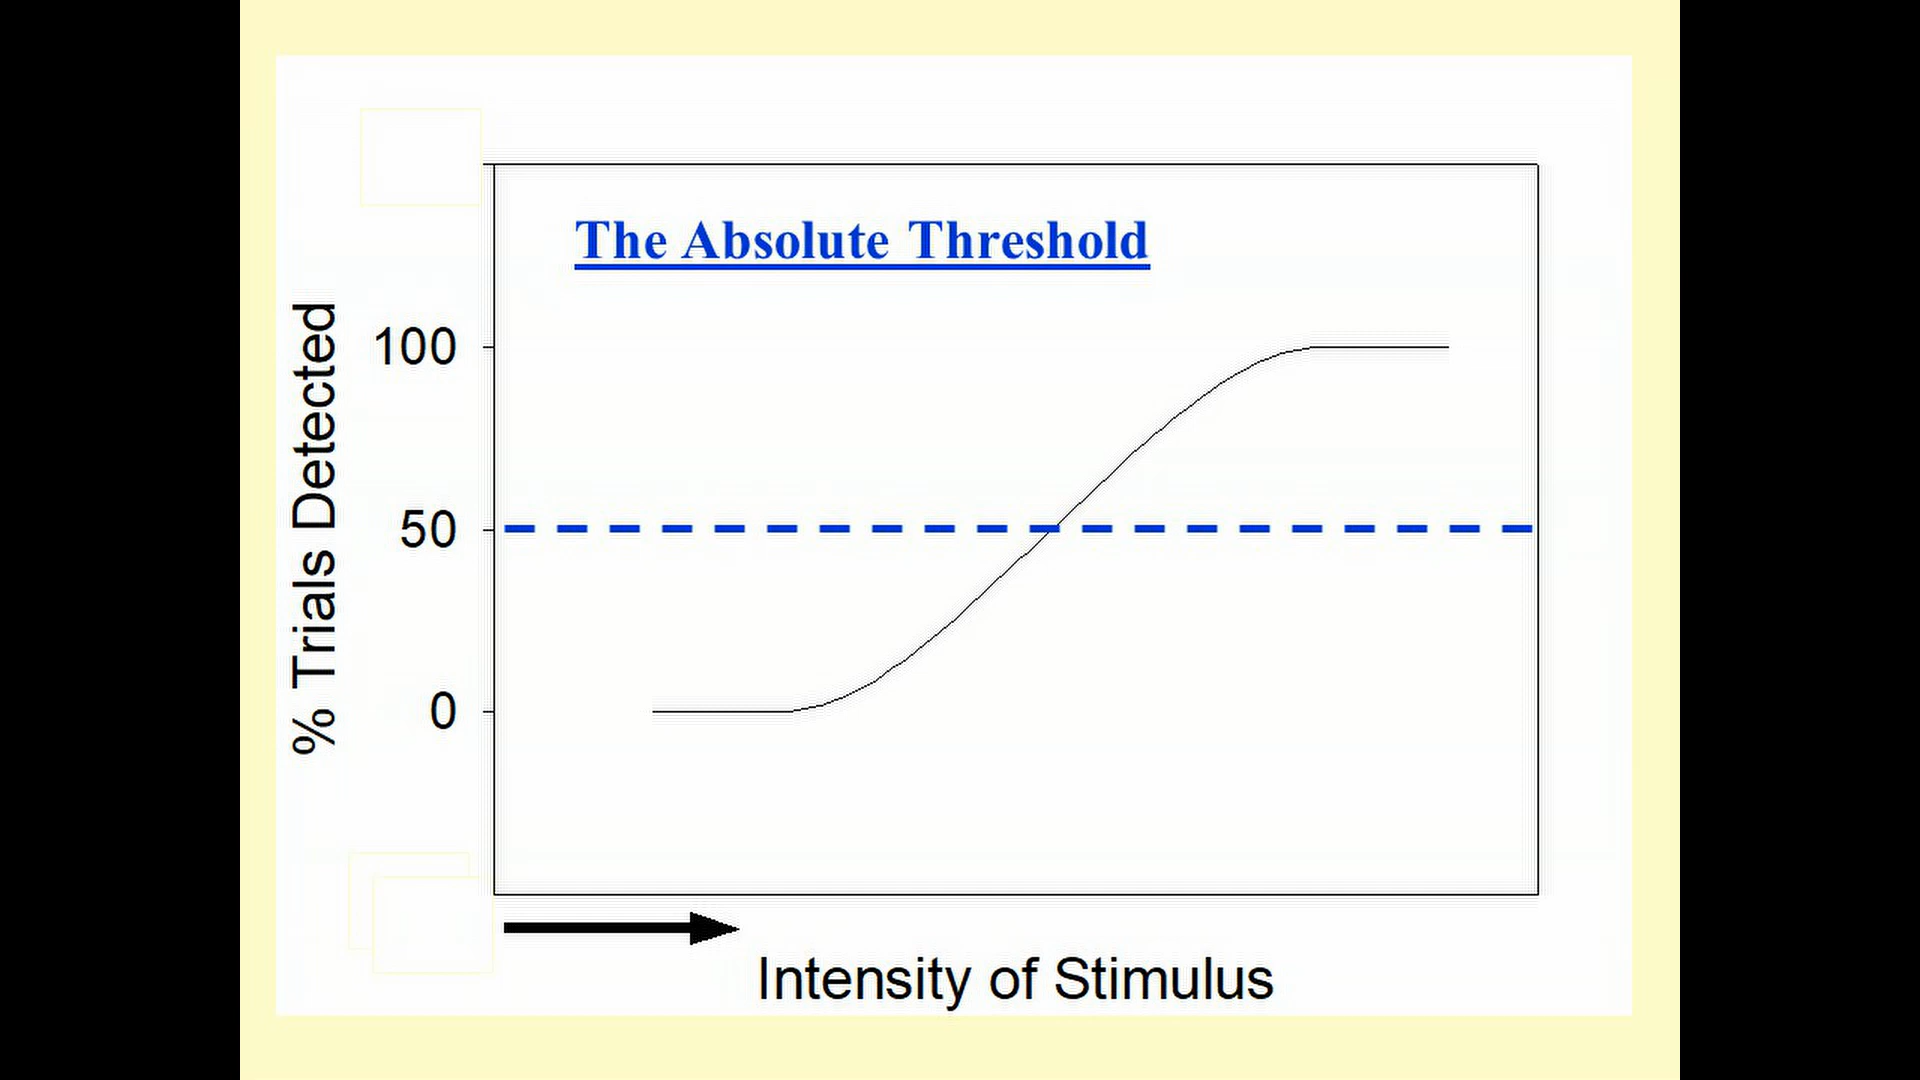 The Absolute Threshold
% Trials Detected
100
50
0
Intensity of Stimulus